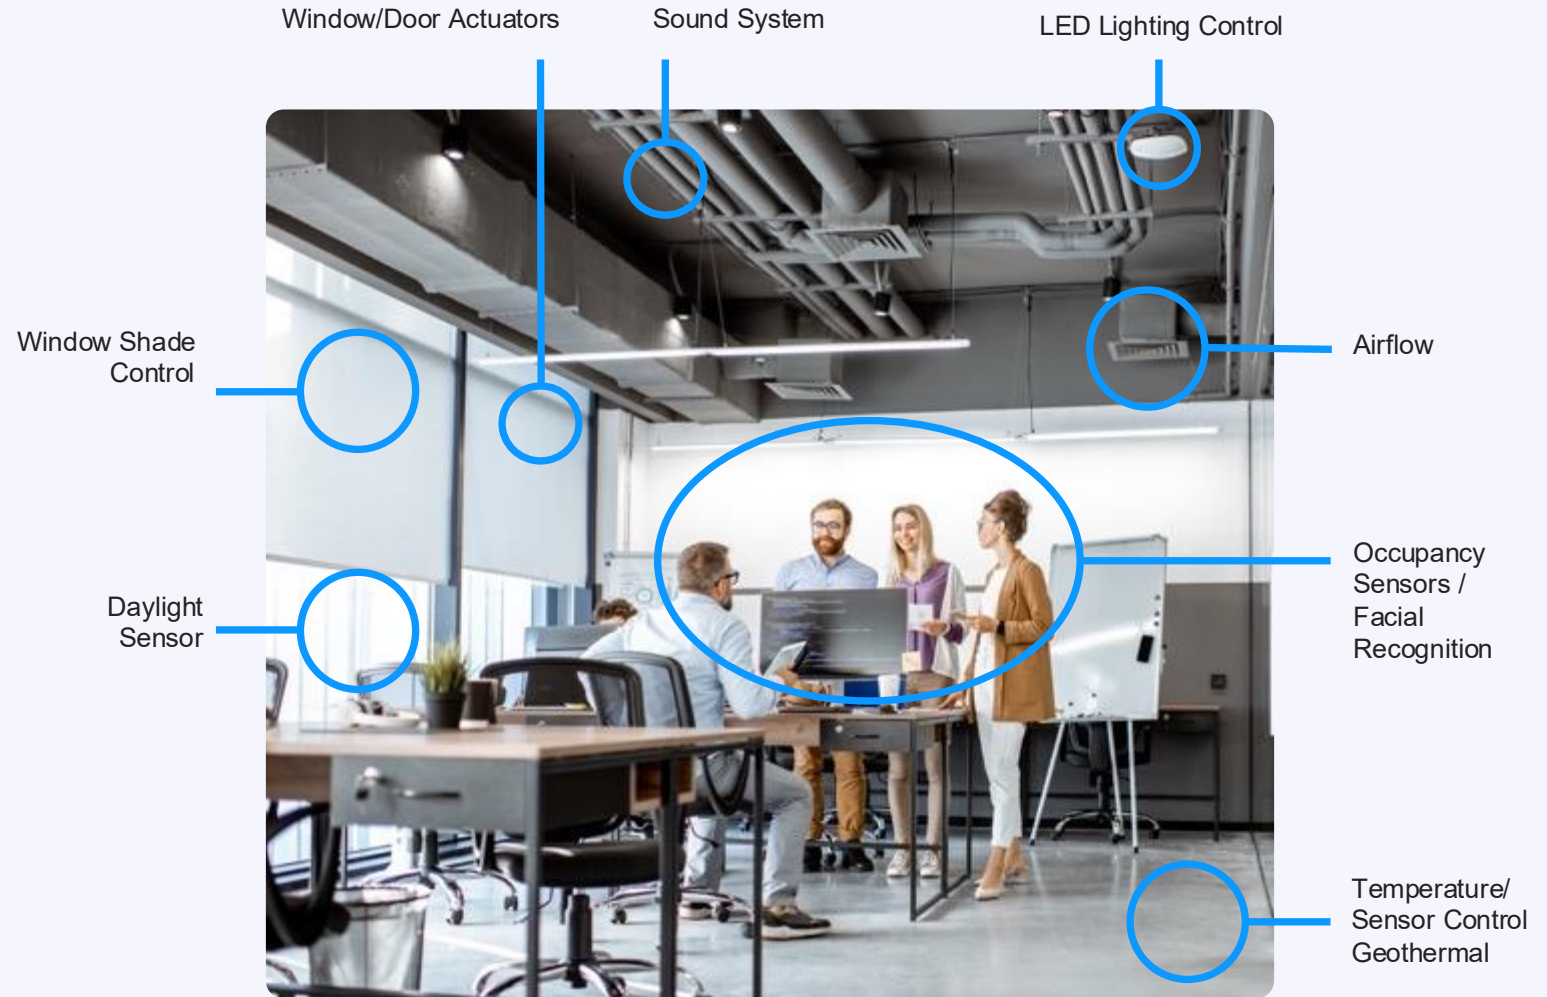 Window/Door Actuators
Sound System
LED Lighting Control
Window Shade
Control
Airflow
Daylight
Sensor
Occupancy
Sensors /
Facial
Recognition
Temperature/
Sensor Control
Geothermal